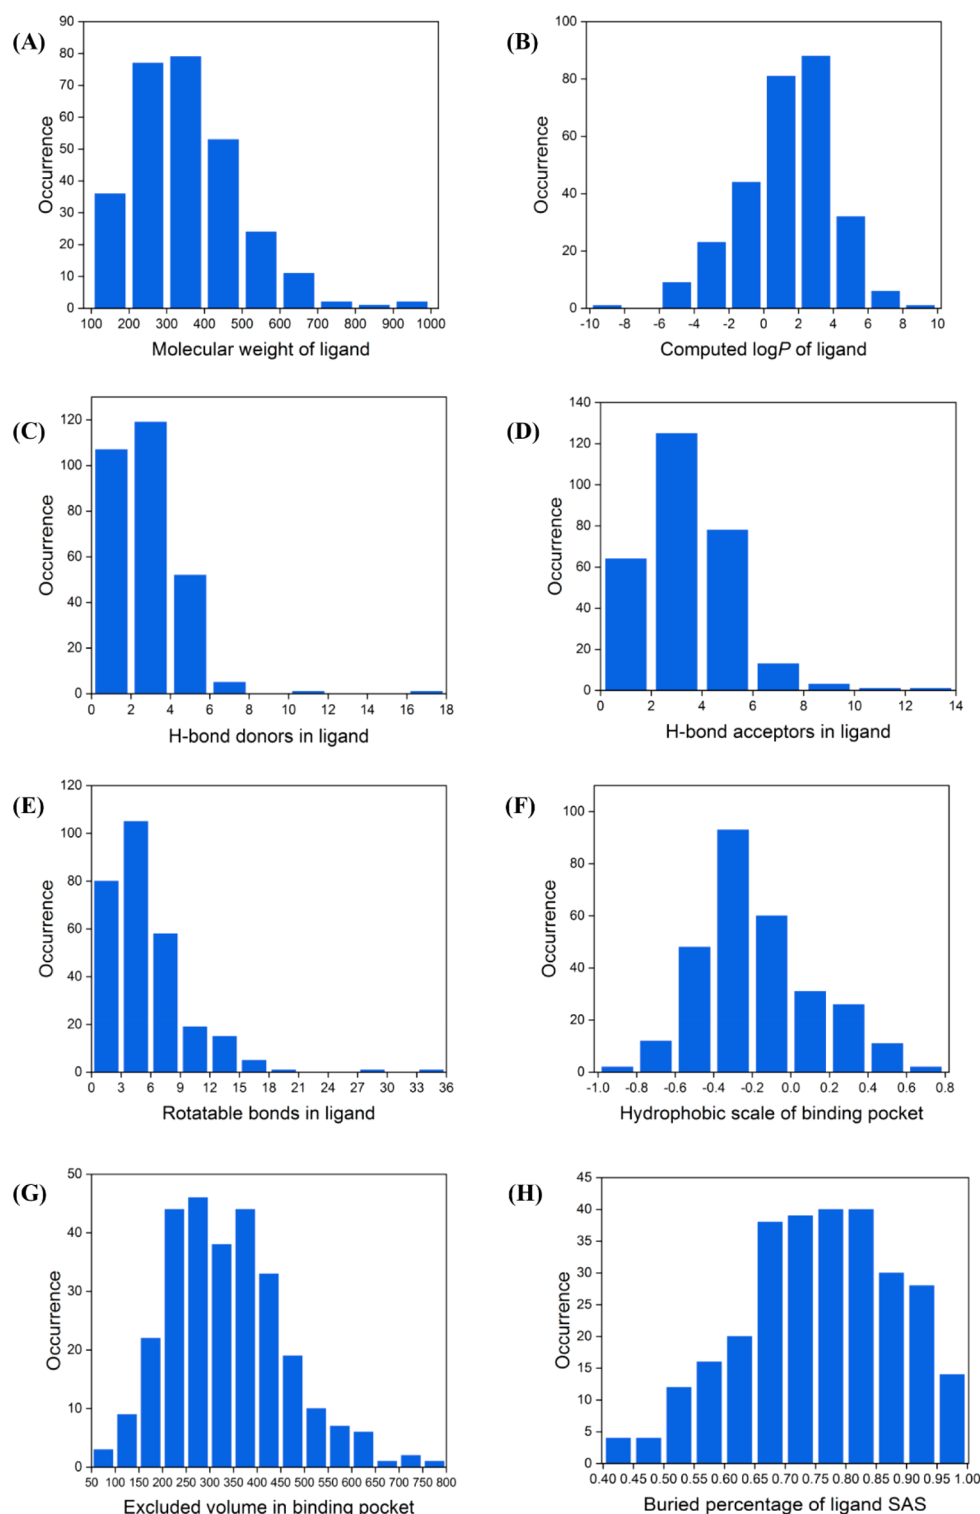 (A)
90
80
70
60
50
40
30
20
10
0
Occurrence
100 200 300 400 500 600 700 800 900 1000
Molecular weight of ligand
(B)
100
80
60
40
20
0
Occurrence
-10 -8 -6 -4 -2 0 2 4 6 8 10
Computed logP of ligand
(C)
120
100
80
60
40
20
0
Occurrence
0 2 4 6 8 10 12 14 16 18
H-bond donors in ligand
(D)
140
120
100
80
60
40
20
0
Occurrence
0 2 4 6 8 10 12 14
H-bond acceptors in ligand
(E)
120
100
80
60
40
20
0
Occurrence
0 3 6 9 12 15 18 21 24 27 30 33 36
Rotatable bonds in ligand
(F)
100
80
60
40
20
0
Occurrence
-1.0 -0.8 -0.6 -0.4 -0.2 0.0 0.2 0.4 0.6 0.8
Hydrophobic scale of binding pocket
(G)
50
40
30
20
10
0
Occurrence
50 100 150 200 250 300 350 400 450 500 550 600 650 700 750 800
Excluded volume in binding pocket
(H)
45
40
35
30
25
20
15
10
5
0
Occurrence
0.40 0.45 0.50 0.55 0.60 0.65 0.70 0.75 0.80 0.85 0.90 0.95 1.00
Buried percentage of ligand SAS